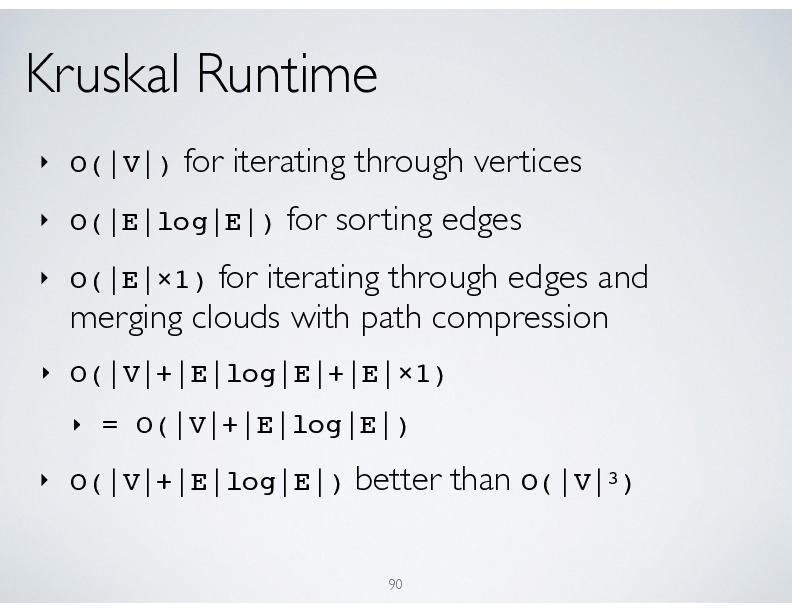 Kruskal Runtime
‣ O(|V|) for iterating through vertices
‣ O(|E|log|E|) for sorting edges
‣ O(|E|×1) for iterating through edges and
merging clouds with path compression
‣ O(|V|+|E|log|E|+|E|×1)
‣ = O(|V|+|E|log|E|)
‣ O(|V|+|E|log|E|) better than O(|V|³)
90